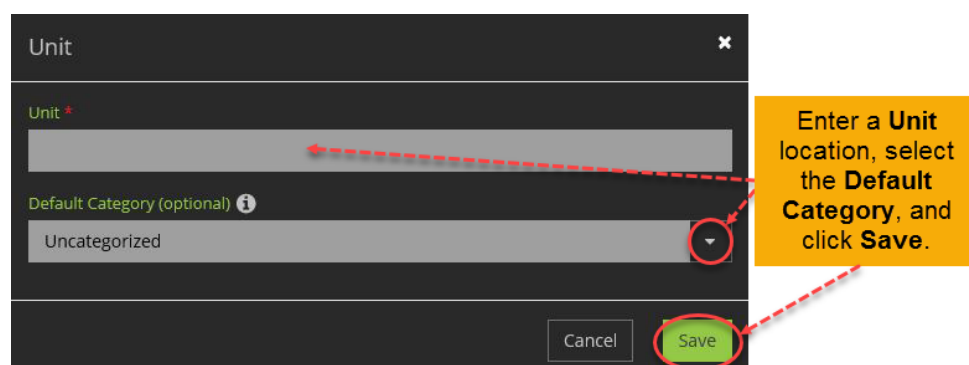 Unit
Unit *
Default Category (optional)
Uncategorized
Cancel
Save
Enter a Unit
location, select
the Default
Category, and
click Save.